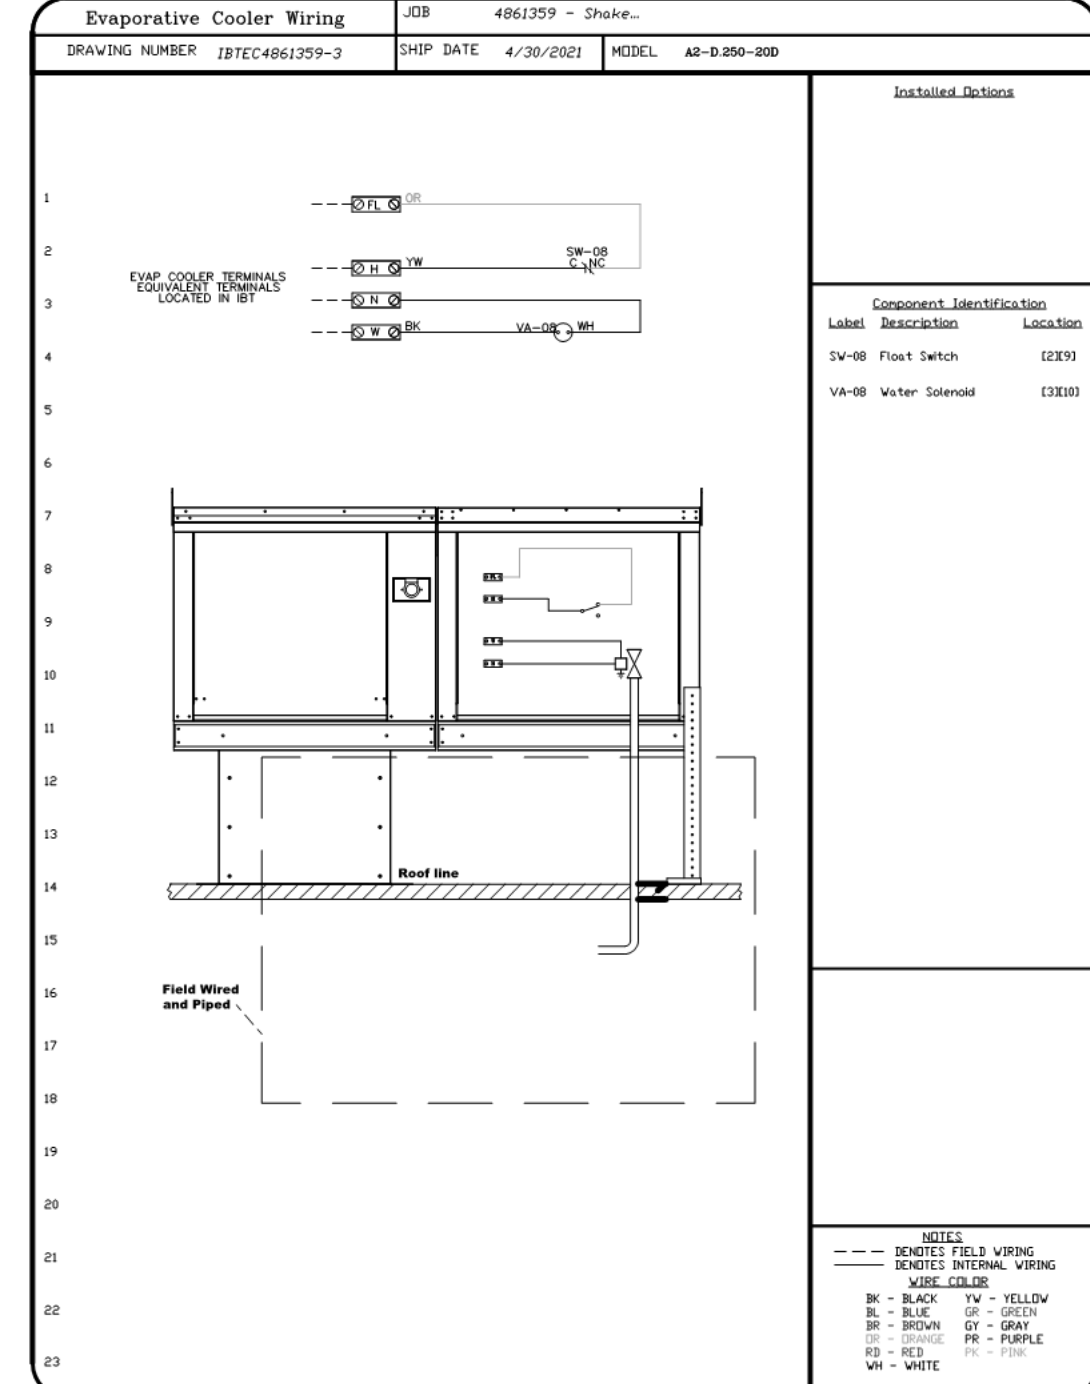 Evaporative Cooler Wiring
JOB 4861359 - Shake...
DRAWING NUMBER IBTEC4861359-3
SHIP DATE 4/30/2021
MODEL A2-D.250-20D
Installed Options
1
2
3
4
5
6
7
8
9
10
11
12
13
14
15
16
17
18
19
20
21
22
23
FL OR
SW-08
C NC
H YW
EVAP COOLER TERMINALS
EQUIVALENT TERMINALS
LOCATED IN IBT
N
W BK VA-08 WH
Roof line
Field Wired
and Piped
Component Identification
Label Description Location
SW-08 Float Switch [2][9]
VA-08 Water Solenoid [3][10]
NOTES
DENOTES FIELD WIRING
DENOTES INTERNAL WIRING
WIRE COLOR
BK - BLACK YW - YELLOW
BL - BLUE GR - GREEN
BR - BROWN GY - GRAY
OR - ORANGE PR - PURPLE
RD - RED PK - PINK
WH - WHITE